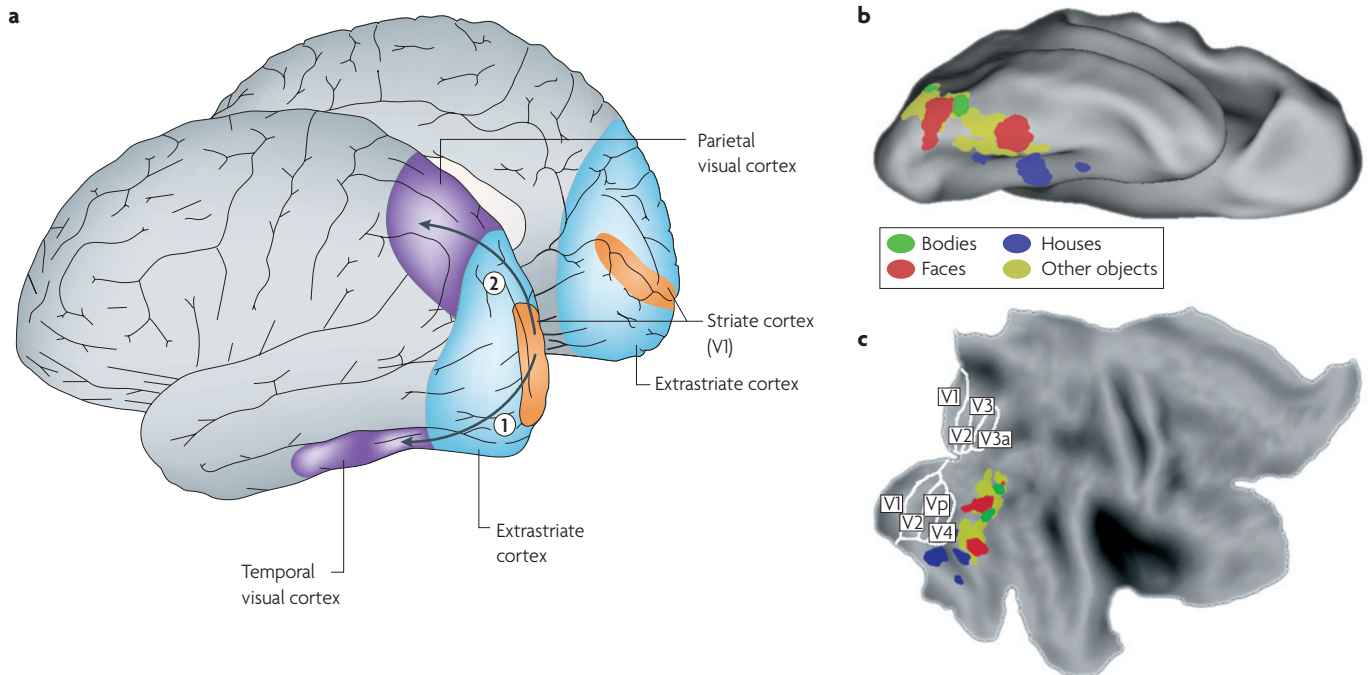 a
Parietal
visual cortex
2
Striate cortex
(V1)
Extrastriate cortex
1
Extrastriate
cortex
Temporal
visual cortex
b
Bodies
Houses
Faces
Other objects
c
V1
V3
V2
V3a
V1
Vp
V2
V4